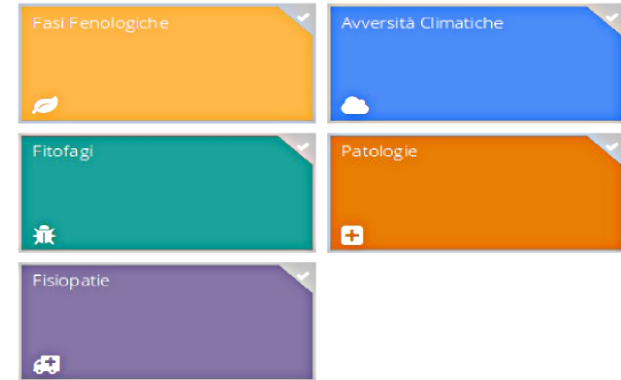 Fasi Fenologiche
Avversità Climatiche
Fitofagi
Patologie
Fisiopatie